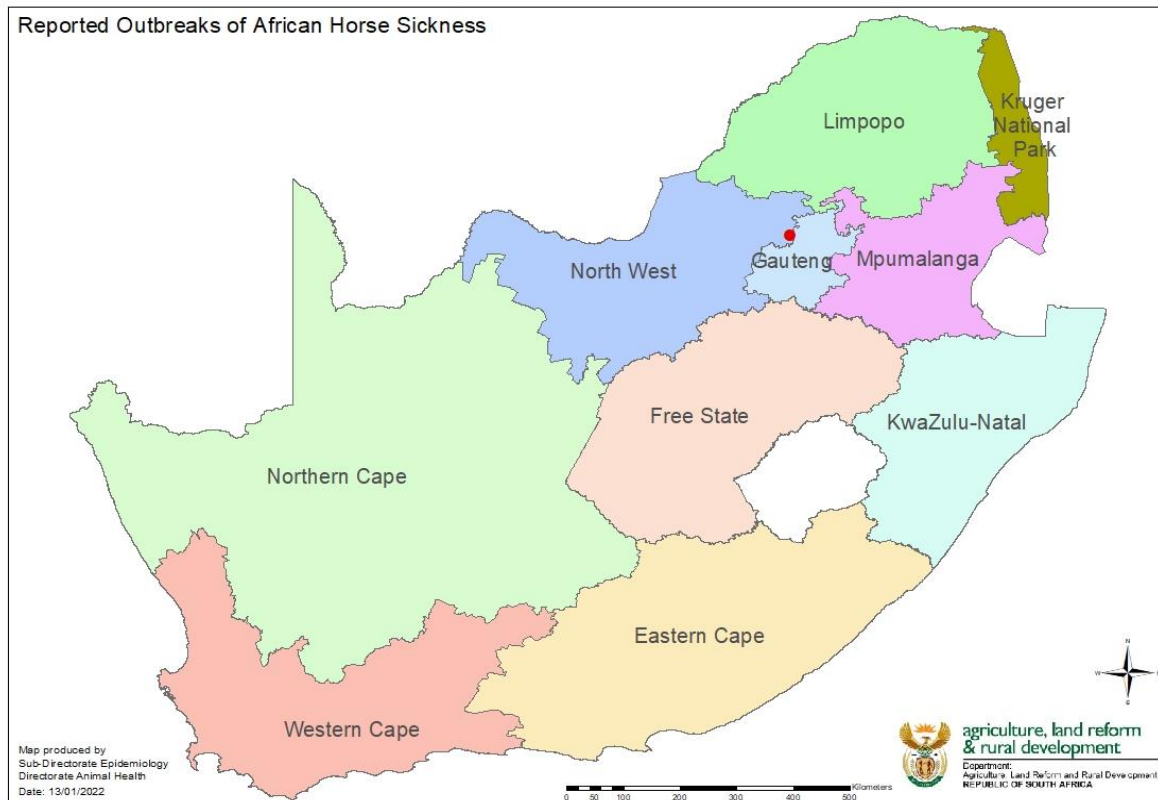 Reported Outbreaks of African Horse Sickness
Limpopo
Kruger
National
Park
North West
Gauteng
Mpumalanga
Free State
KwaZulu-Natal
Northern Cape
Eastern Cape
Western Cape
N
W
S
Map produced by
Sub-Directorate Epidemiology
Directorate Animal Health
Date: 13/01/2022
Kilometers
0 50 100 200 300 400 500
agriculture, land reform
& rural development
Department:
Agriculture, Land Reform and Rural Development
REPUBLIC OF SOUTH AFRICA